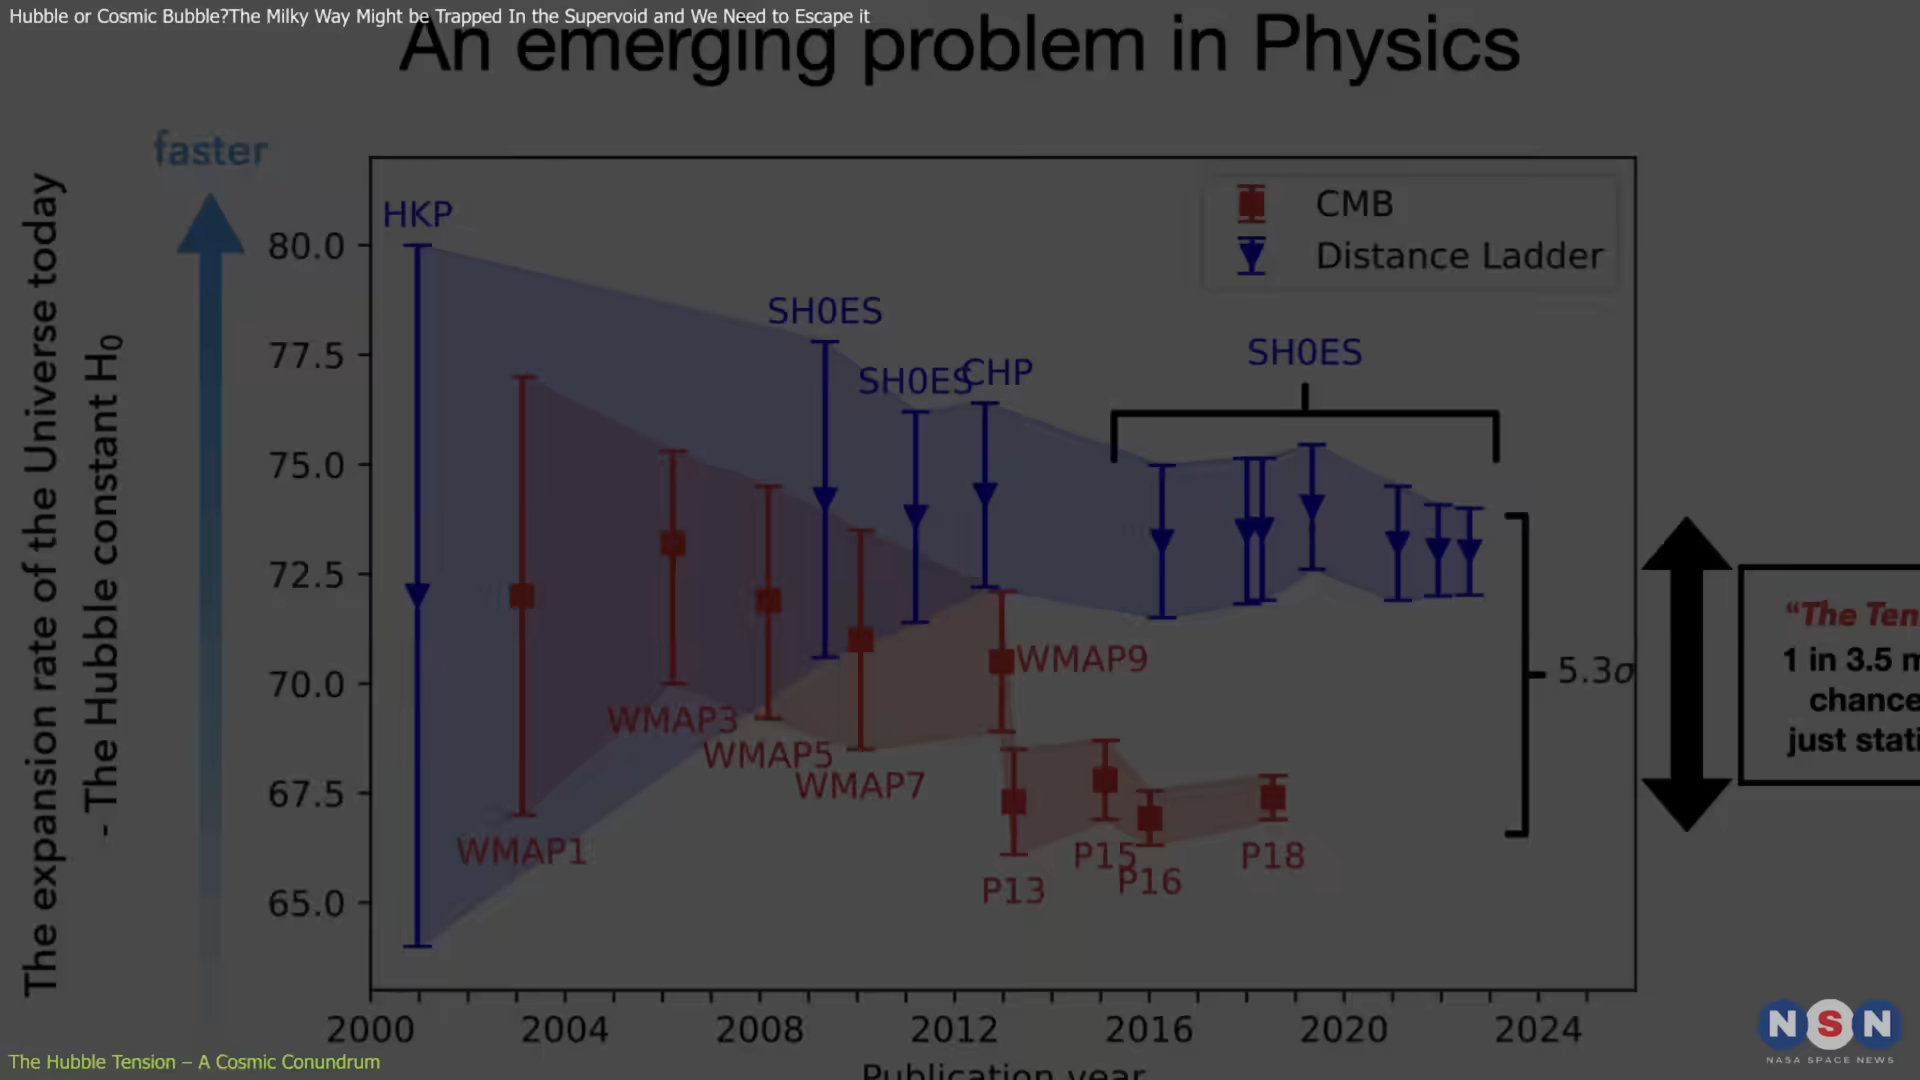 Hubble or Cosmic Bubble?The Milky Way Might be Trapped In the Supervoid and We Need to Escape it
An emerging problem in Physics
faster
The expansion rate of the Universe today
- The Hubble constant H₀
80.0
77.5
75.0
72.5
70.0
67.5
65.0
HKP
SH0ES
SH0ES
CHP
SH0ES
CMB
Distance Ladder
WMAP1
WMAP3
WMAP5
WMAP7
WMAP9
P13
P15
P16
P18
5.3σ
“The Ten
1 in 3.5 m
chance
just stati
2000
2004
2008
2012
2016
2020
2024
Publication year
The Hubble Tension – A Cosmic Conundrum
NSN
NASA SPACE NEWS